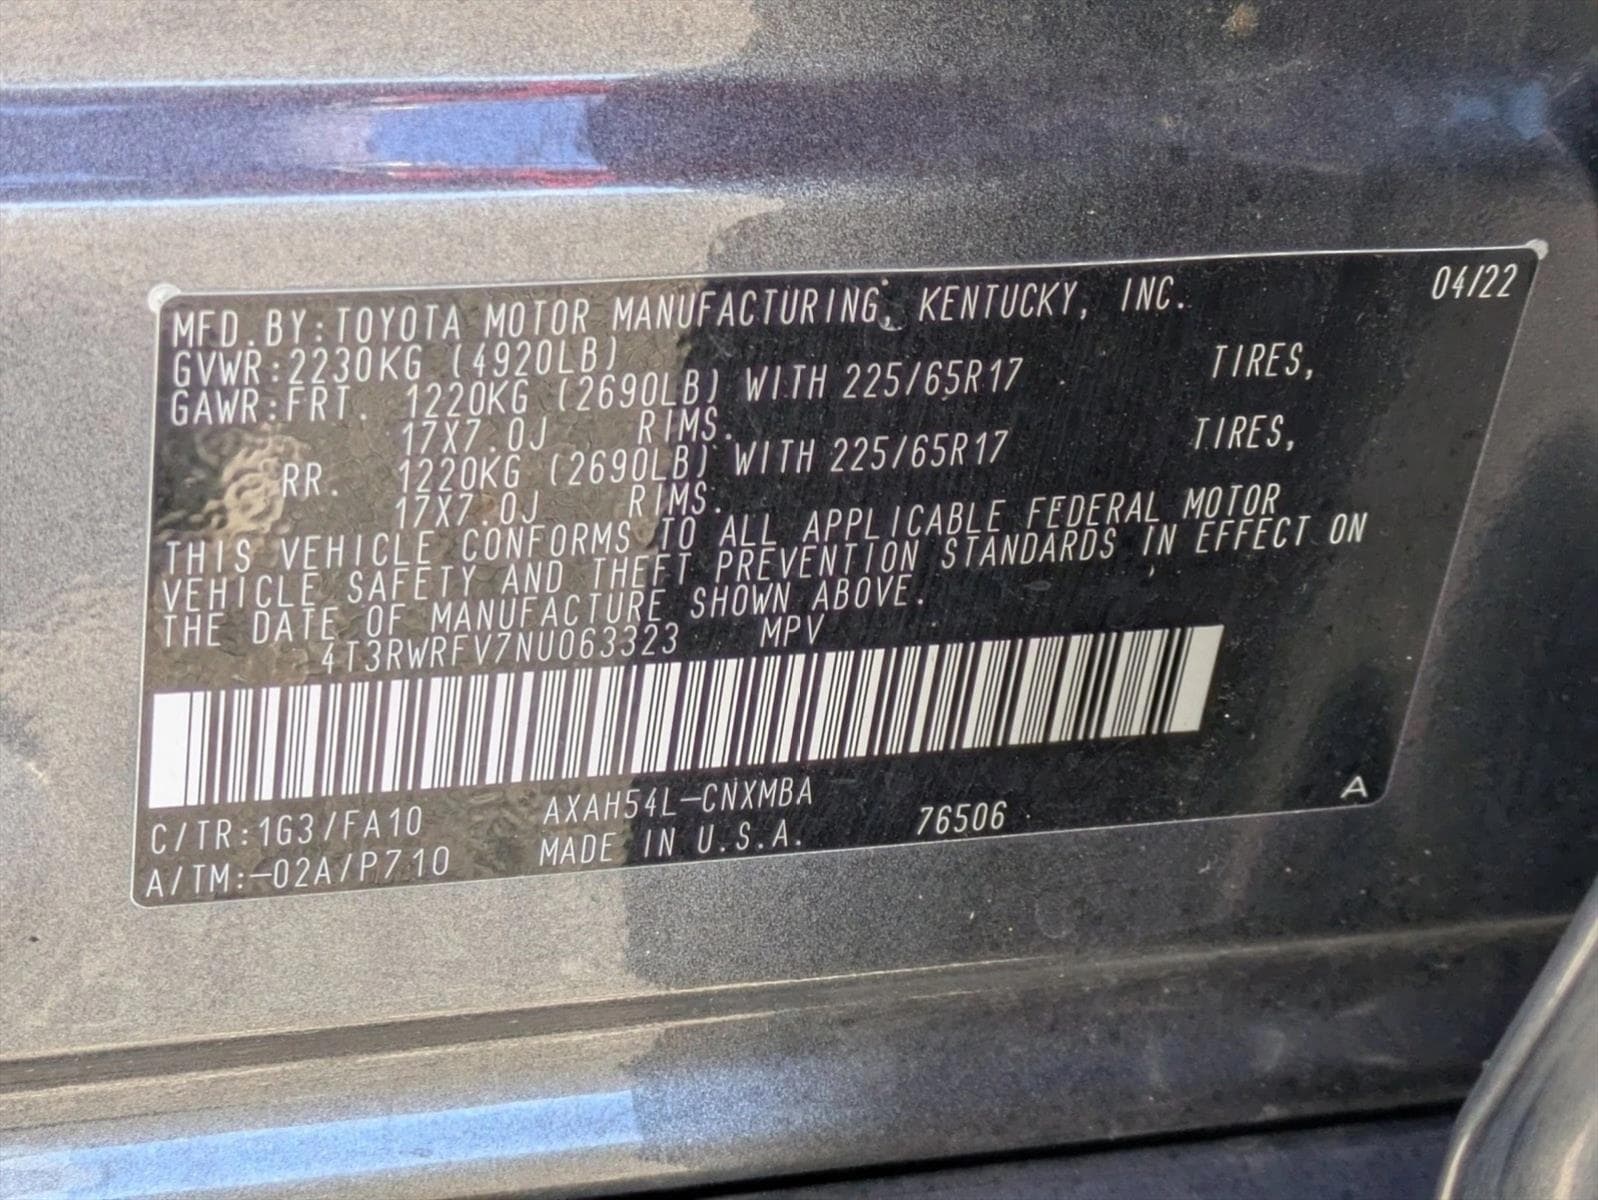 MFD. BY: TOYOTA MOTOR MANUFACTURING, KENTUCKY, INC. 04/22
GVWR: 2230KG (4920LB)
GAWR: FRT. 1220KG (2690LB) WITH 225/65R17 TIRES,
17X7.0J RIMS.
RR. 1220KG (2690LB) WITH 225/65R17 TIRES,
17X7.0J RIMS.
THIS VEHICLE CONFORMS TO ALL APPLICABLE FEDERAL MOTOR
VEHICLE SAFETY AND THEFT PREVENTION STANDARDS IN EFFECT ON
THE DATE OF MANUFACTURE SHOWN ABOVE.
4T3RWRFV7NU063323 MPV
C/TR: 1G3/FA10 AXAH54L-CNXMBA
A/TM: -02A/P710 MADE IN U.S.A. 76506 A